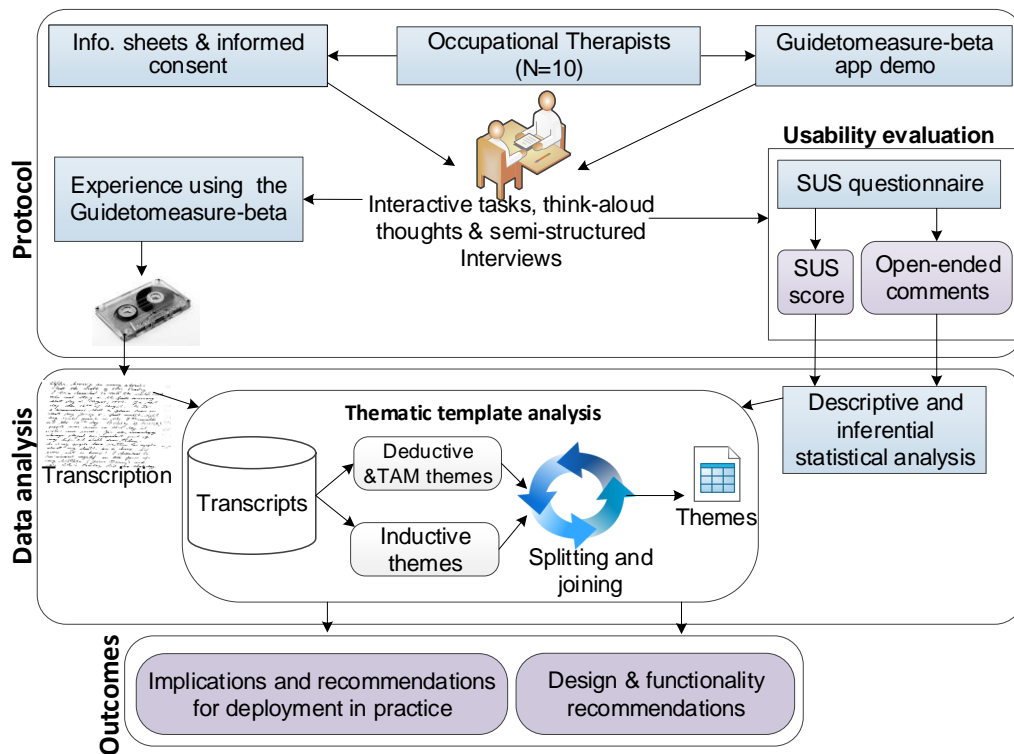 Info. sheets & informed
consent
Occupational Therapists
(N=10)
Guidetomeasure-beta
app demo
Protocol
Experience using the
Guidetomeasure-beta
Interactive tasks, think-aloud
thoughts & semi-structured
Interviews
Usability evaluation
SUS questionnaire
SUS
score
Open-ended
comments
Data analysis
Transcription
Thematic template analysis
Transcripts
Deductive
&TAM themes
Inductive
themes
Splitting and
joining
Themes
Descriptive and
inferential
statistical analysis
Outcomes
Implications and recommendations
for deployment in practice
Design & functionality
recommendations